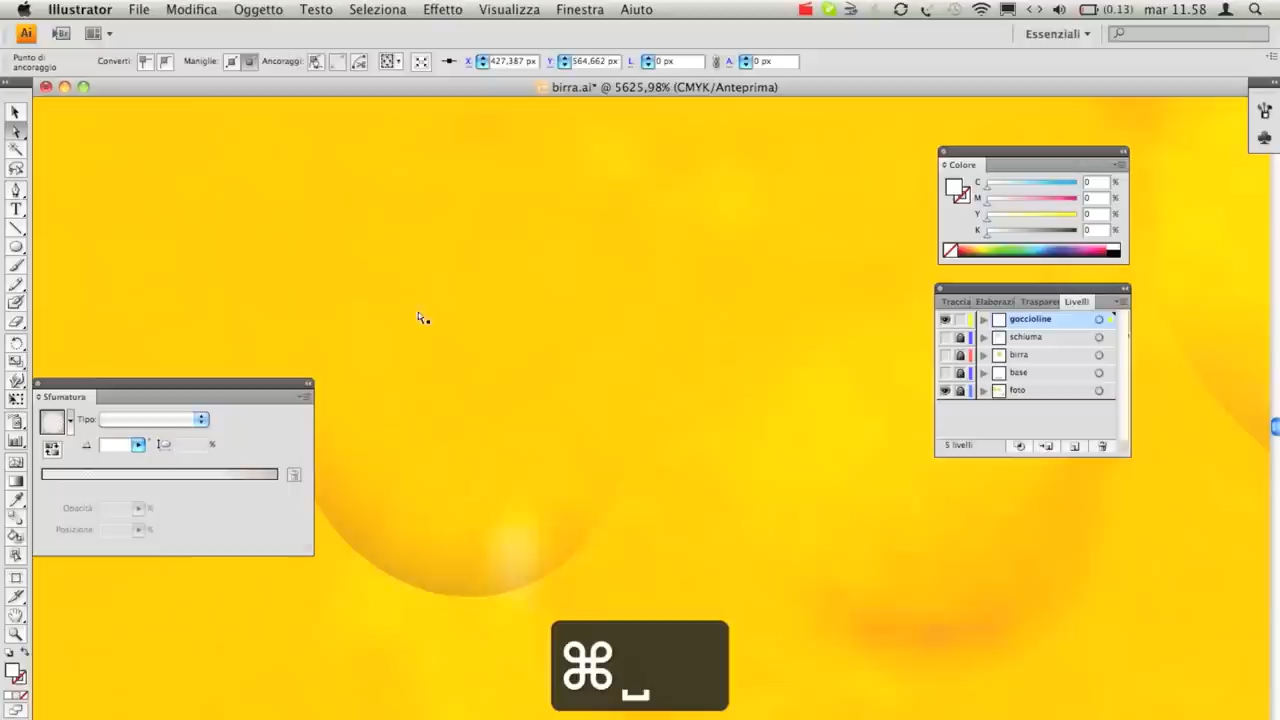 Illustrator File Modifica Oggetto Testo Seleziona Effetto Visualizza Finestra Aiuto (0.13) mar 11.58
Ai Br Essenziali
Punto di ancoraggio Converti: Maniglie: Ancoraggi: X: 427,387 px Y: 564,662 px L: 0 px A: 0 px
birra.ai* @ 5625,98% (CMYK/Anteprima)
Colore
C 0 %
M 0 %
Y 0 %
K 0 %
Traccia Elaborazi Traspare Livelli
goccioline
schiuma
birra
base
foto
5 livelli
Sfumatura
Tipo:
%
Opacità: %
Posizione: %
⌘